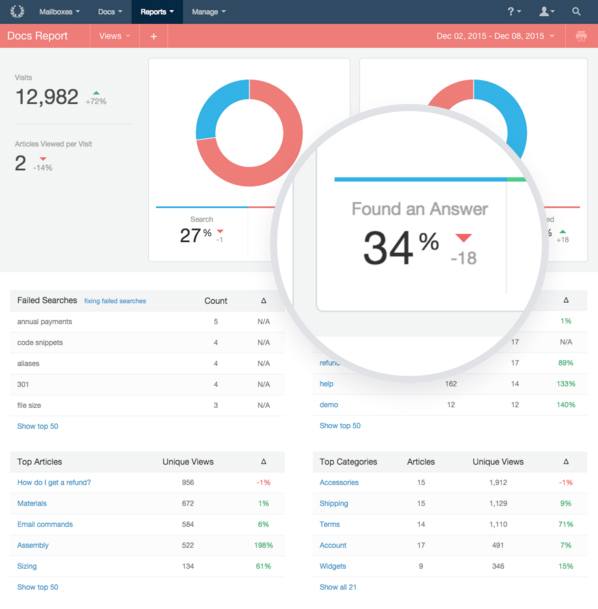 Mailboxes Docs Reports Manage ?
Docs Report Views + Dec 02, 2015 - Dec 08, 2015
Visits
12,982 +72%
Articles Viewed per Visit
2 -14%
Search
27% -1
Found an Answer
34% -18
+18
Failed Searches fixing failed searches Count Δ
annual payments 5 N/A
code snippets 4 N/A
aliases 4 N/A
301 4 N/A
file size 3 N/A
Show top 50
Δ
1%
17 N/A
17 89%
help 162 14 133%
demo 12 12 140%
Show top 50
Top Articles Unique Views Δ
How do I get a refund? 956 -1%
Materials 672 1%
Email commands 584 6%
Assembly 522 198%
Sizing 134 61%
Show top 50
Top Categories Articles Unique Views Δ
Accessories 15 1,912 -1%
Shipping 15 1,129 9%
Terms 14 1,110 71%
Account 17 491 7%
Widgets 9 346 15%
Show all 21